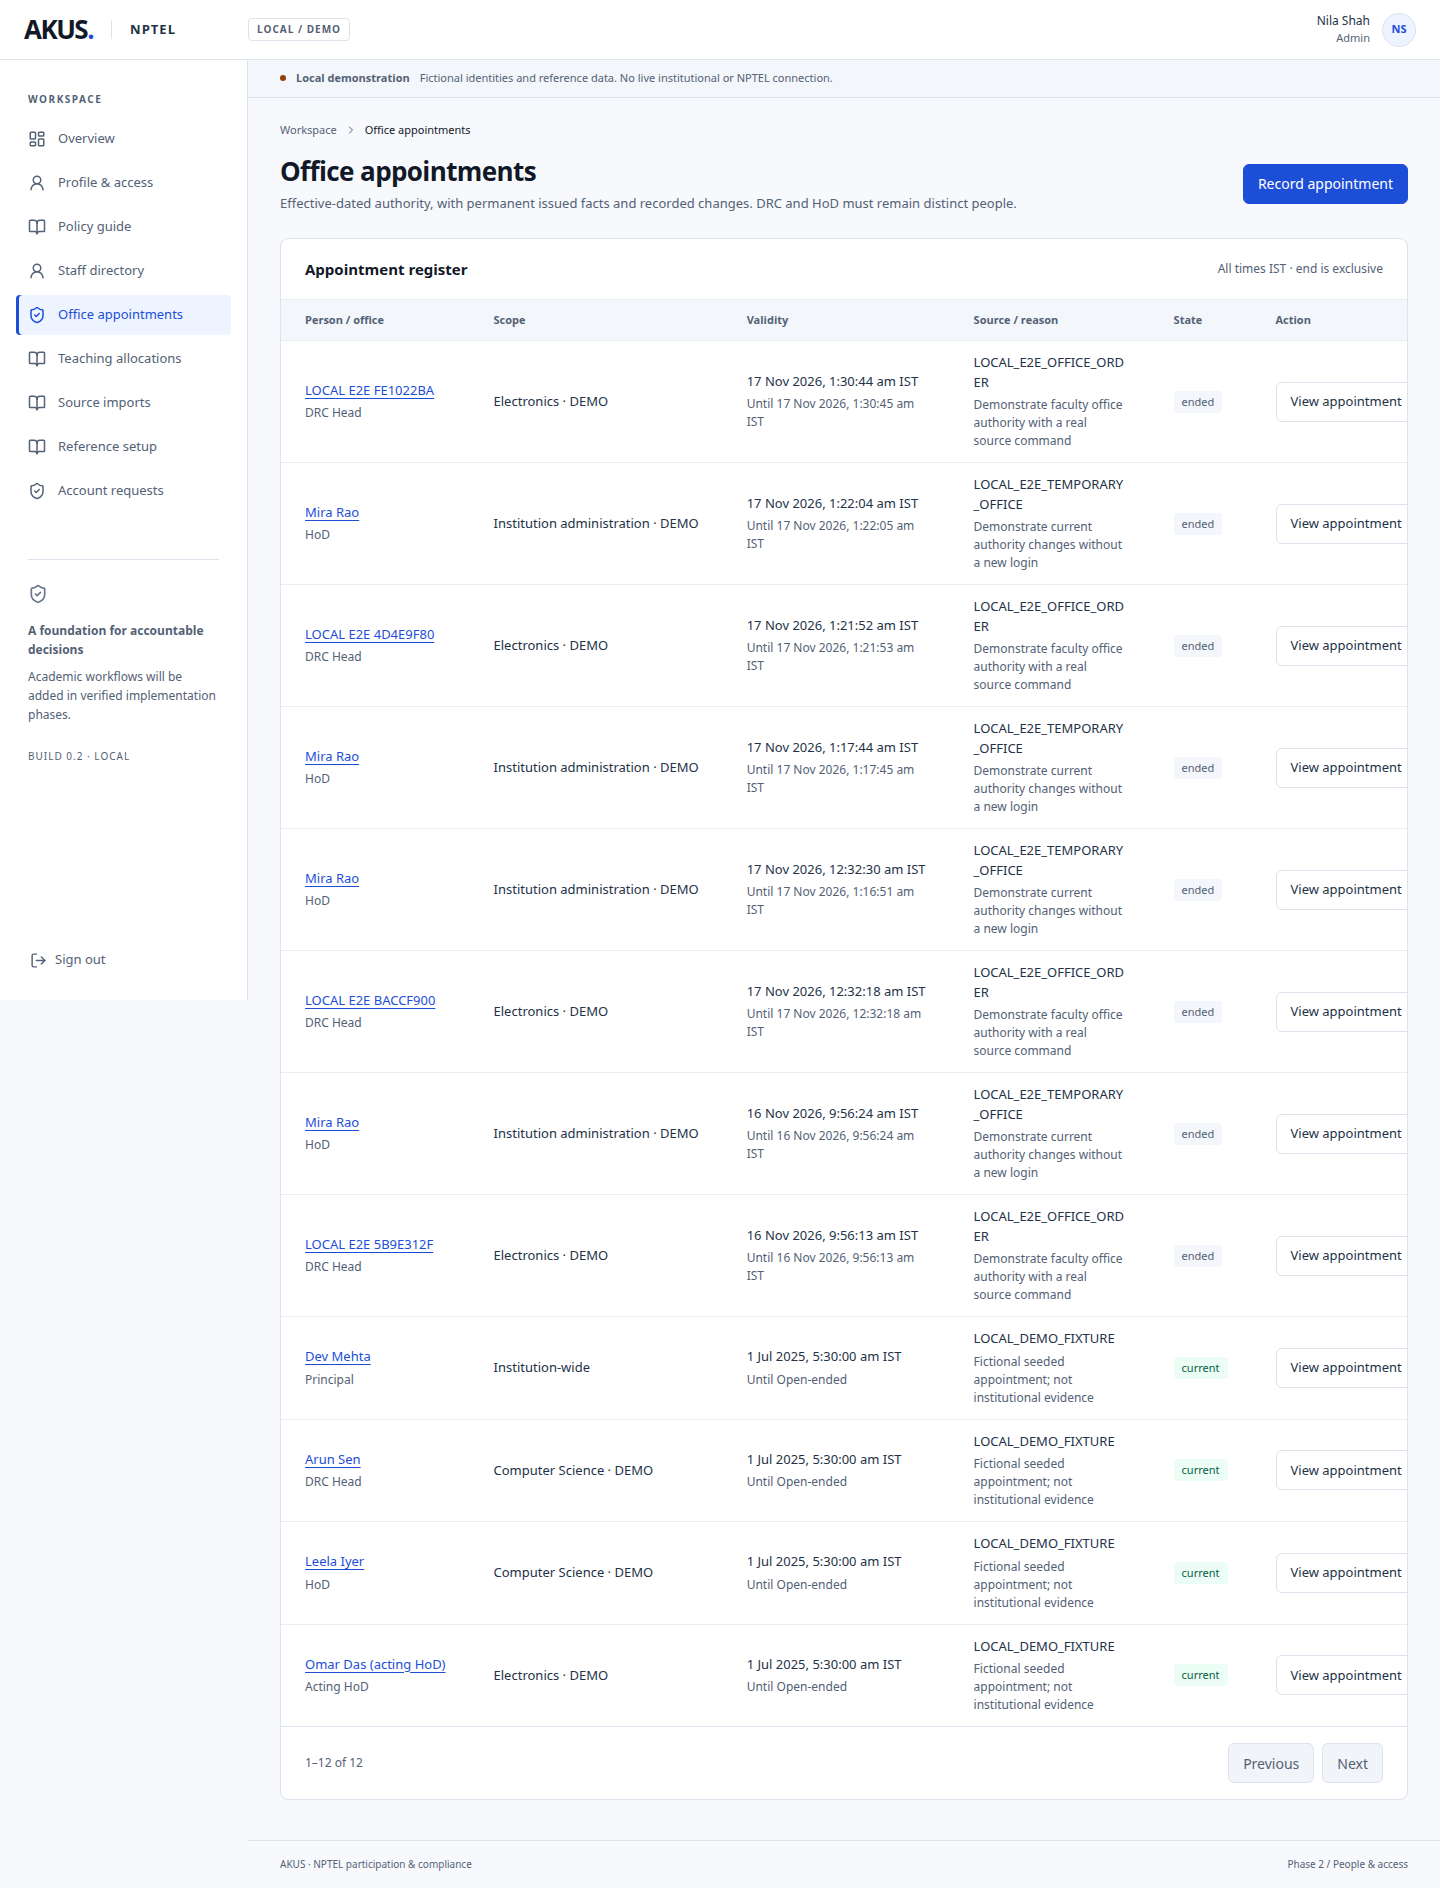 AKUS.
NPTEL
LOCAL / DEMO
Nila Shah
Admin
NS
WORKSPACE
Overview
Profile & access
Policy guide
Staff directory
Office appointments
Teaching allocations
Source imports
Reference setup
Account requests
A foundation for accountable
decisions
Academic workflows will be
added in verified implementation
phases.
BUILD 0.2 · LOCAL
Sign out
Local demonstration Fictional identities and reference data. No live institutional or NPTEL connection.
Workspace > Office appointments
Office appointments
Effective-dated authority, with permanent issued facts and recorded changes. DRC and HoD must remain distinct people.
Record appointment
Appointment register
All times IST · end is exclusive
Person / office Scope Validity Source / reason State Action
LOCAL E2E FE1022BA
DRC Head
Electronics · DEMO
17 Nov 2026, 1:30:44 am IST
Until 17 Nov 2026, 1:30:45 am
IST
LOCAL_E2E_OFFICE_ORD
ER
Demonstrate faculty office
authority with a real
source command
ended
View appointment
Mira Rao
HoD
Institution administration · DEMO
17 Nov 2026, 1:22:04 am IST
Until 17 Nov 2026, 1:22:05 am
IST
LOCAL_E2E_TEMPORARY
_OFFICE
Demonstrate current
authority changes without
a new login
ended
View appointment
LOCAL E2E 4D4E9F80
DRC Head
Electronics · DEMO
17 Nov 2026, 1:21:52 am IST
Until 17 Nov 2026, 1:21:53 am
IST
LOCAL_E2E_OFFICE_ORD
ER
Demonstrate faculty office
authority with a real
source command
ended
View appointment
Mira Rao
HoD
Institution administration · DEMO
17 Nov 2026, 1:17:44 am IST
Until 17 Nov 2026, 1:17:45 am
IST
LOCAL_E2E_TEMPORARY
_OFFICE
Demonstrate current
authority changes without
a new login
ended
View appointment
Mira Rao
HoD
Institution administration · DEMO
17 Nov 2026, 12:32:30 am IST
Until 17 Nov 2026, 1:16:51 am
IST
LOCAL_E2E_TEMPORARY
_OFFICE
Demonstrate current
authority changes without
a new login
ended
View appointment
LOCAL E2E BACCF900
DRC Head
Electronics · DEMO
17 Nov 2026, 12:32:18 am IST
Until 17 Nov 2026, 12:32:18 am
IST
LOCAL_E2E_OFFICE_ORD
ER
Demonstrate faculty office
authority with a real
source command
ended
View appointment
Mira Rao
HoD
Institution administration · DEMO
16 Nov 2026, 9:56:24 am IST
Until 16 Nov 2026, 9:56:24 am
IST
LOCAL_E2E_TEMPORARY
_OFFICE
Demonstrate current
authority changes without
a new login
ended
View appointment
LOCAL E2E 5B9E312F
DRC Head
Electronics · DEMO
16 Nov 2026, 9:56:13 am IST
Until 16 Nov 2026, 9:56:13 am
IST
LOCAL_E2E_OFFICE_ORD
ER
Demonstrate faculty office
authority with a real
source command
ended
View appointment
Dev Mehta
Principal
Institution-wide
1 Jul 2025, 5:30:00 am IST
Until Open-ended
LOCAL_DEMO_FIXTURE
Fictional seeded
appointment; not
institutional evidence
current
View appointment
Arun Sen
DRC Head
Computer Science · DEMO
1 Jul 2025, 5:30:00 am IST
Until Open-ended
LOCAL_DEMO_FIXTURE
Fictional seeded
appointment; not
institutional evidence
current
View appointment
Leela Iyer
HoD
Computer Science · DEMO
1 Jul 2025, 5:30:00 am IST
Until Open-ended
LOCAL_DEMO_FIXTURE
Fictional seeded
appointment; not
institutional evidence
current
View appointment
Omar Das (acting HoD)
Acting HoD
Electronics · DEMO
1 Jul 2025, 5:30:00 am IST
Until Open-ended
LOCAL_DEMO_FIXTURE
Fictional seeded
appointment; not
institutional evidence
current
View appointment
1–12 of 12
Previous
Next
AKUS · NPTEL participation & compliance
Phase 2 / People & access